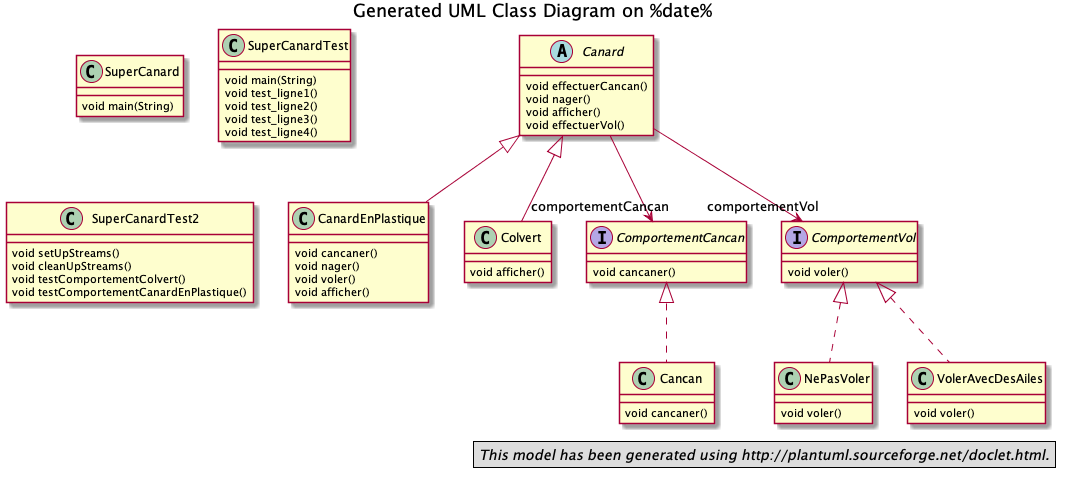 Generated UML Class Diagram on %date%
C SuperCanard
void main(String)
C SuperCanardTest
void main(String)
void test_ligne1()
void test_ligne2()
void test_ligne3()
void test_ligne4()
A Canard
void effectuerCancan()
void nager()
void afficher()
void effectuerVol()
comportementCancan
comportementVol
C SuperCanardTest2
void setUpStreams()
void cleanUpStreams()
void testComportementColvert()
void testComportementCanardEnPlastique()
C CanardEnPlastique
void cancaner()
void nager()
void voler()
void afficher()
C Colvert
void afficher()
I ComportementCancan
void cancaner()
I ComportementVol
void voler()
C Cancan
void cancaner()
C NePasVoler
void voler()
C VolerAvecDesAiles
void voler()
This model has been generated using http://plantuml.sourceforge.net/doclet.html.